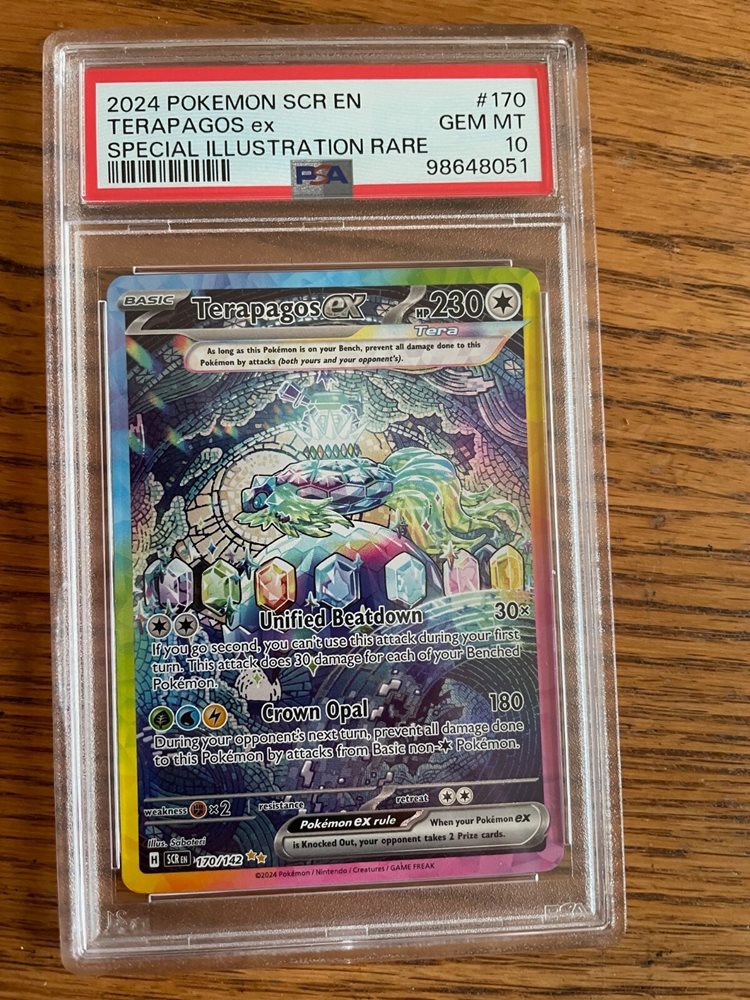 2024 POKEMON SCR EN #170
TERAPAGOS ex GEM MT
SPECIAL ILLUSTRATION RARE 10
PSA 98648051
BASIC Terapagos ex HP 230
Tera
As long as this Pokémon is on your Bench, prevent all damage done to this
Pokémon by attacks (both yours and your opponent's).
Unified Beatdown 30×
If you go second, you can't use this attack during your first
turn. This attack does 30 damage for each of your Benched
Pokémon.
Crown Opal 180
During your opponent's next turn, prevent all damage done
to this Pokémon by attacks from Basic non- Pokémon.
weakness ×2 resistance retreat
Pokémon ex rule When your Pokémon ex
is Knocked Out, your opponent takes 2 Prize cards.
Illus. Saboteri
H SCR EN 170/142
©2024 Pokémon / Nintendo / Creatures / GAME FREAK
PSA